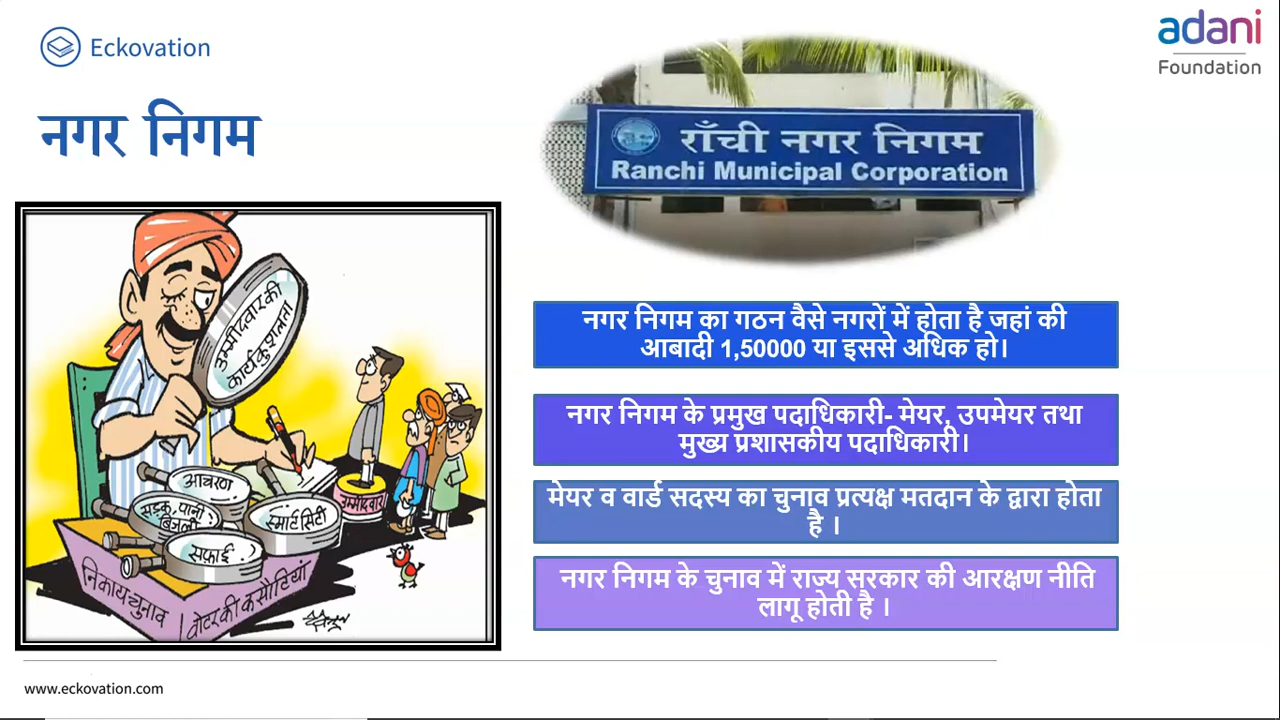 Eckovation
adani
Foundation
नगर निगम
राँची नगर निगम
Ranchi Municipal Corporation
उम्मीदवार की
कार्यकुशलता
आचरण
सड़क, पानी
बिजली
स्मार्ट सिटी
सफ़ाई
उम्मीदवार
निकाय चुनाव
वोटर की कसौटियां
नगर निगम का गठन वैसे नगरों में होता है जहां की
आबादी 1,50000 या इससे अधिक हो।
नगर निगम के प्रमुख पदाधिकारी- मेयर, उपमेयर तथा
मुख्य प्रशासकीय पदाधिकारी।
मेयर व वार्ड सदस्य का चुनाव प्रत्यक्ष मतदान के द्वारा होता
है ।
नगर निगम के चुनाव में राज्य सरकार की आरक्षण नीति
लागू होती है ।
www.eckovation.com